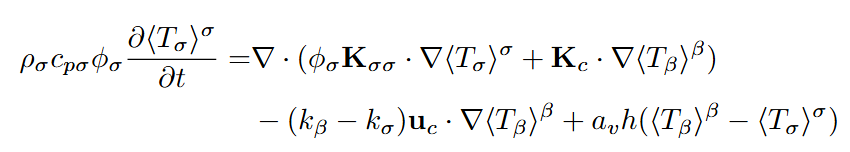 ρ_σ c_{pσ} ϕ_σ ∂⟨T_σ⟩^σ/∂t = ∇ · (ϕ_σ 𝐊_{σσ} · ∇⟨T_σ⟩^σ + 𝐊_c · ∇⟨T_β⟩^β)
− (k_β − k_σ)𝐮_c · ∇⟨T_β⟩^β + a_v h(⟨T_β⟩^β − ⟨T_σ⟩^σ)